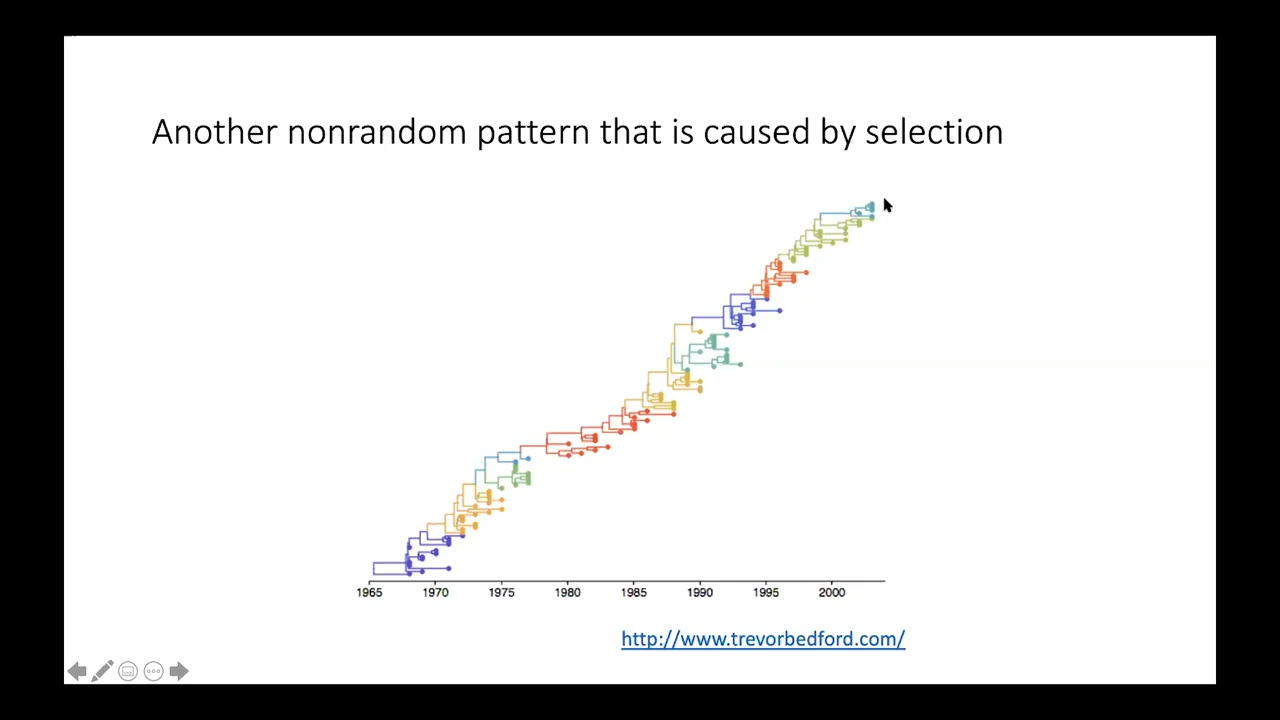 Another nonrandom pattern that is caused by selection
1965 1970 1975 1980 1985 1990 1995 2000
http://www.trevorbedford.com/